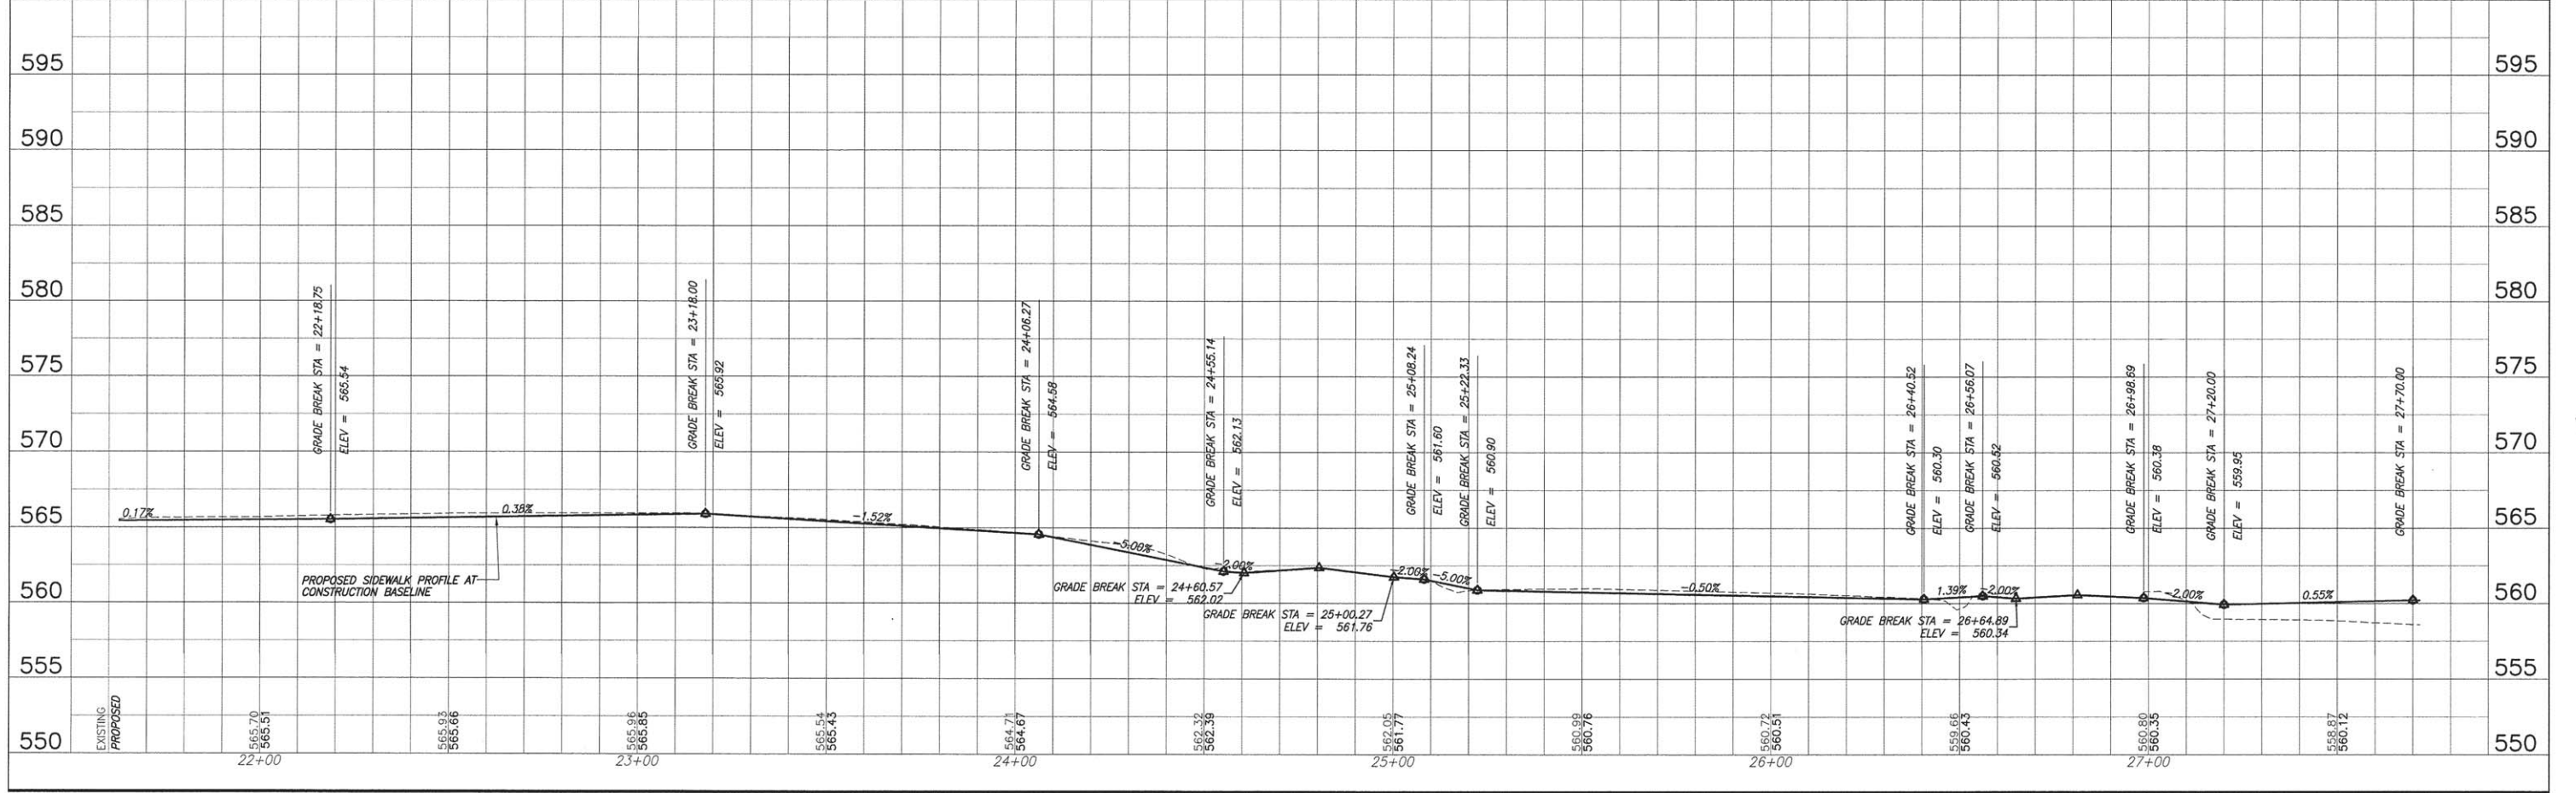 595
595
590
590
585
585
580
580
575
575
570
570
565
565
560
560
555
555
550
550
GRADE BREAK STA = 22+18.75
ELEV = 565.54
GRADE BREAK STA = 23+18.00
ELEV = 565.92
GRADE BREAK STA = 24+06.27
ELEV = 564.58
GRADE BREAK STA = 24+55.14
ELEV = 562.13
GRADE BREAK STA = 25+08.24
ELEV = 561.60
GRADE BREAK STA = 25+22.33
ELEV = 560.90
GRADE BREAK STA = 26+40.52
ELEV = 560.30
GRADE BREAK STA = 26+56.07
ELEV = 560.52
GRADE BREAK STA = 26+98.69
ELEV = 560.38
GRADE BREAK STA = 27+20.00
ELEV = 559.95
GRADE BREAK STA = 27+70.00
0.17%
0.38%
-1.52%
-5.00%
-2.00%
-2.00%
-5.00%
-0.50%
1.39%
-2.00%
-2.00%
0.55%
PROPOSED SIDEWALK PROFILE AT
CONSTRUCTION BASELINE
GRADE BREAK STA = 24+60.57
ELEV = 562.02
GRADE BREAK STA = 25+00.27
ELEV = 561.76
GRADE BREAK STA = 26+64.89
ELEV = 560.34
EXISTING
PROPOSED
565.70
565.51
565.93
565.66
565.96
565.85
565.54
565.43
564.71
564.67
562.32
562.39
562.05
561.77
560.99
560.76
560.72
560.51
559.66
560.43
560.80
560.35
558.87
560.12
22+00
23+00
24+00
25+00
26+00
27+00